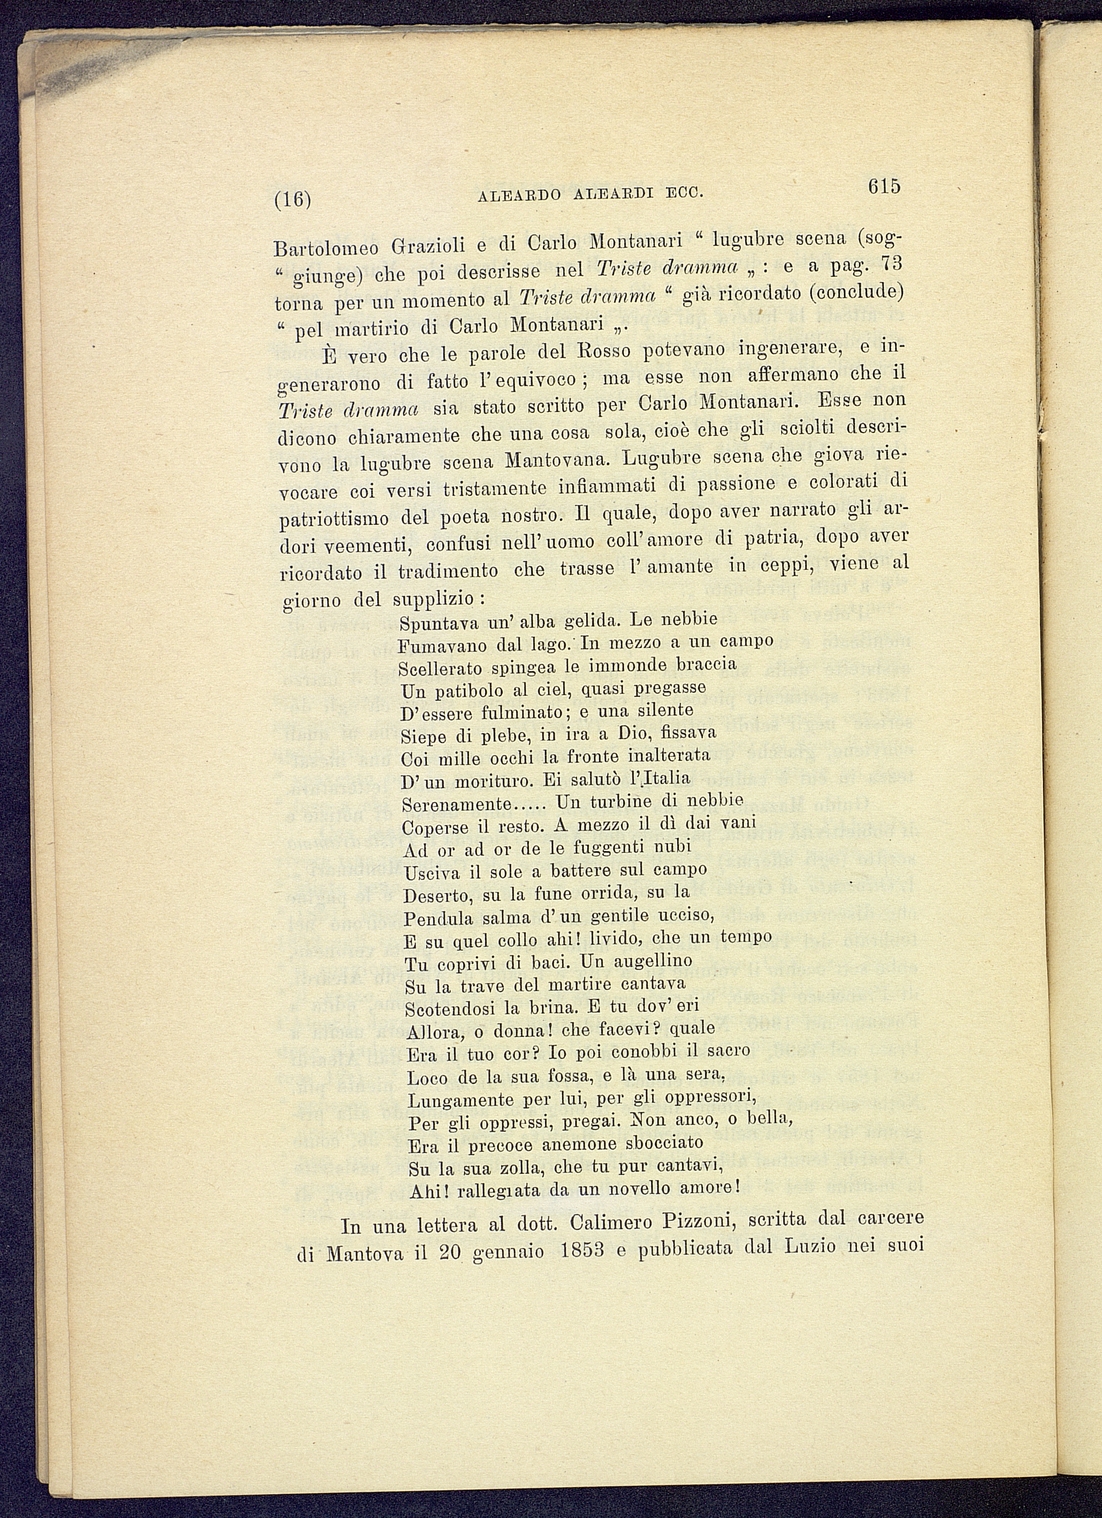 (16) ALEARDO ALEARDI ECC. 615
Bartolomeo Grazioli e di Carlo Montanari “ lugubre scena (sog-
“ giunge) che poi descrisse nel Triste dramma „ : e a pag. 73
torna per un momento al Triste dramma “ già ricordato (conclude)
“ pel martirio di Carlo Montanari „.
È vero che le parole del Rosso potevano ingenerare, e in-
generarono di fatto l'equivoco ; ma esse non affermano che il
Triste dramma sia stato scritto per Carlo Montanari. Esse non
dicono chiaramente che una cosa sola, cioè che gli sciolti descri-
vono la lugubre scena Mantovana. Lugubre scena che giova rie-
vocare coi versi tristamente infiammati di passione e colorati di
patriottismo del poeta nostro. Il quale, dopo aver narrato gli ar-
dori veementi, confusi nell'uomo coll'amore di patria, dopo aver
ricordato il tradimento che trasse l'amante in ceppi, viene al
giorno del supplizio :
Spuntava un' alba gelida. Le nebbie
Fumavano dal lago. In mezzo a un campo
Scellerato spingea le immonde braccia
Un patibolo al ciel, quasi pregasse
D'essere fulminato ; e una silente
Siepe di plebe, in ira a Dio, fissava
Coi mille occhi la fronte inalterata
D'un morituro. Ei salutò l'Italia
Serenamente..... Un turbine di nebbie
Coperse il resto. A mezzo il dì dai vani
Ad or ad or de le fuggenti nubi
Usciva il sole a battere sul campo
Deserto, su la fune orrida, su la
Pendula salma d'un gentile ucciso,
E su quel collo ahi! livido, che un tempo
Tu coprivi di baci. Un augellino
Su la trave del martire cantava
Scotendosi la brina. E tu dov' eri
Allora, o donna! che facevi? quale
Era il tuo cor? Io poi conobbi il sacro
Loco de la sua fossa, e là una sera,
Lungamente per lui, per gli oppressori,
Per gli oppressi, pregai. Non anco, o bella,
Era il precoce anemone sbocciato
Su la sua zolla, che tu pur cantavi,
Ahi! rallegiata da un novello amore!
In una lettera al dott. Calimero Pizzoni, scritta dal carcere
di Mantova il 20 gennaio 1853 e pubblicata dal Luzio nei suoi